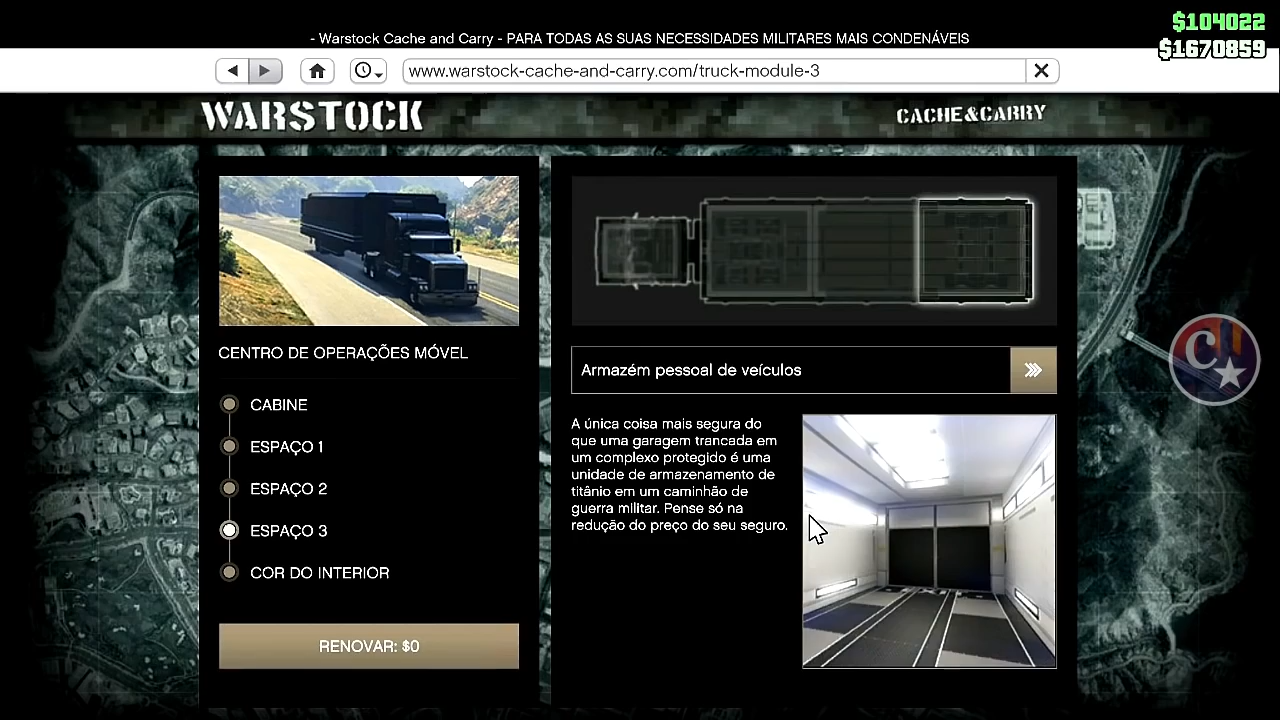 $104022
- Warstock Cache and Carry - PARA TODAS AS SUAS NECESSIDADES MILITARES MAIS CONDENÁVEIS
$1670859
www.warstock-cache-and-carry.com/truck-module-3
WARSTOCK
CACHE&CARRY
CENTRO DE OPERAÇÕES MÓVEL
CABINE
ESPAÇO 1
ESPAÇO 2
ESPAÇO 3
COR DO INTERIOR
RENOVAR: $0
Armazém pessoal de veículos
A única coisa mais segura do
que uma garagem trancada em
um complexo protegido é uma
unidade de armazenamento de
titânio em um caminhão de
guerra militar. Pense só na
redução do preço do seu seguro.
C